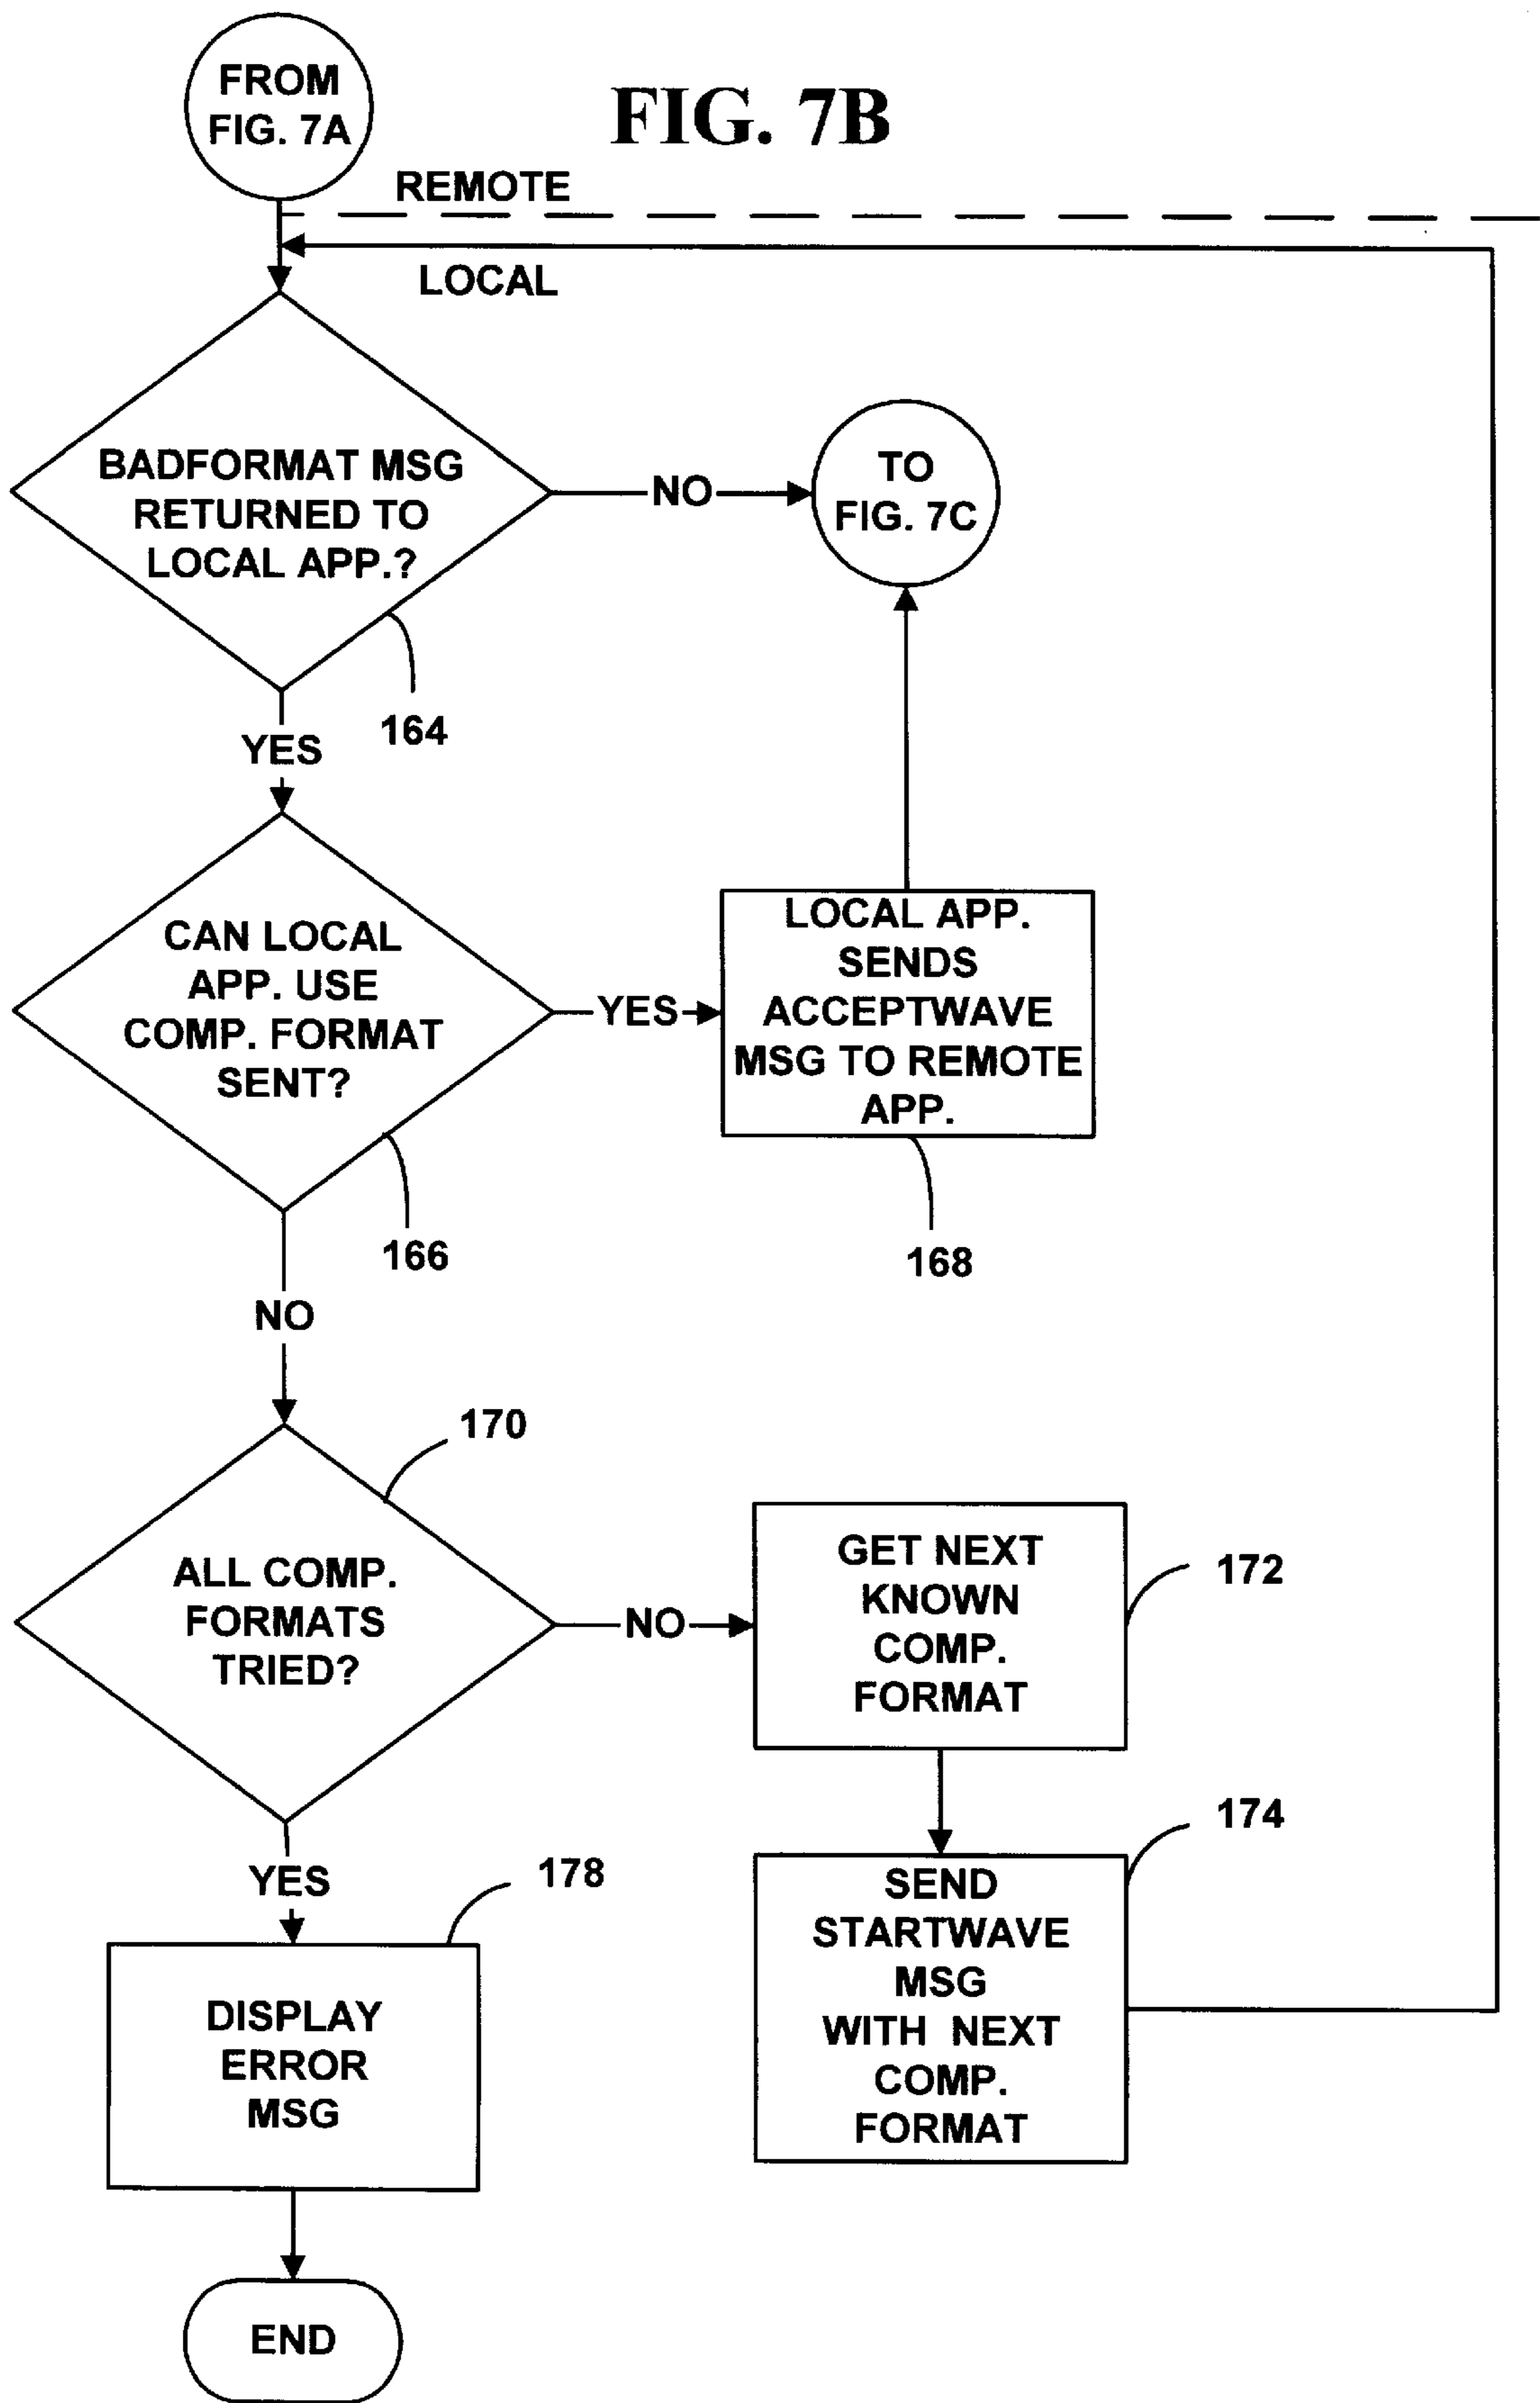 FROM
FIG. 7A
FIG. 7B
REMOTE
LOCAL
BADFORMAT MSG
RETURNED TO
LOCAL APP.?
NO
TO
FIG. 7C
164
YES
CAN LOCAL
APP. USE
COMP. FORMAT
SENT?
YES
LOCAL APP.
SENDS
ACCEPTWAVE
MSG TO REMOTE
APP.
166
168
NO
170
ALL COMP.
FORMATS
TRIED?
NO
GET NEXT
KNOWN
COMP.
FORMAT
172
174
YES
178
SEND
STARTWAVE
MSG
WITH NEXT
COMP.
FORMAT
DISPLAY
ERROR
MSG
END